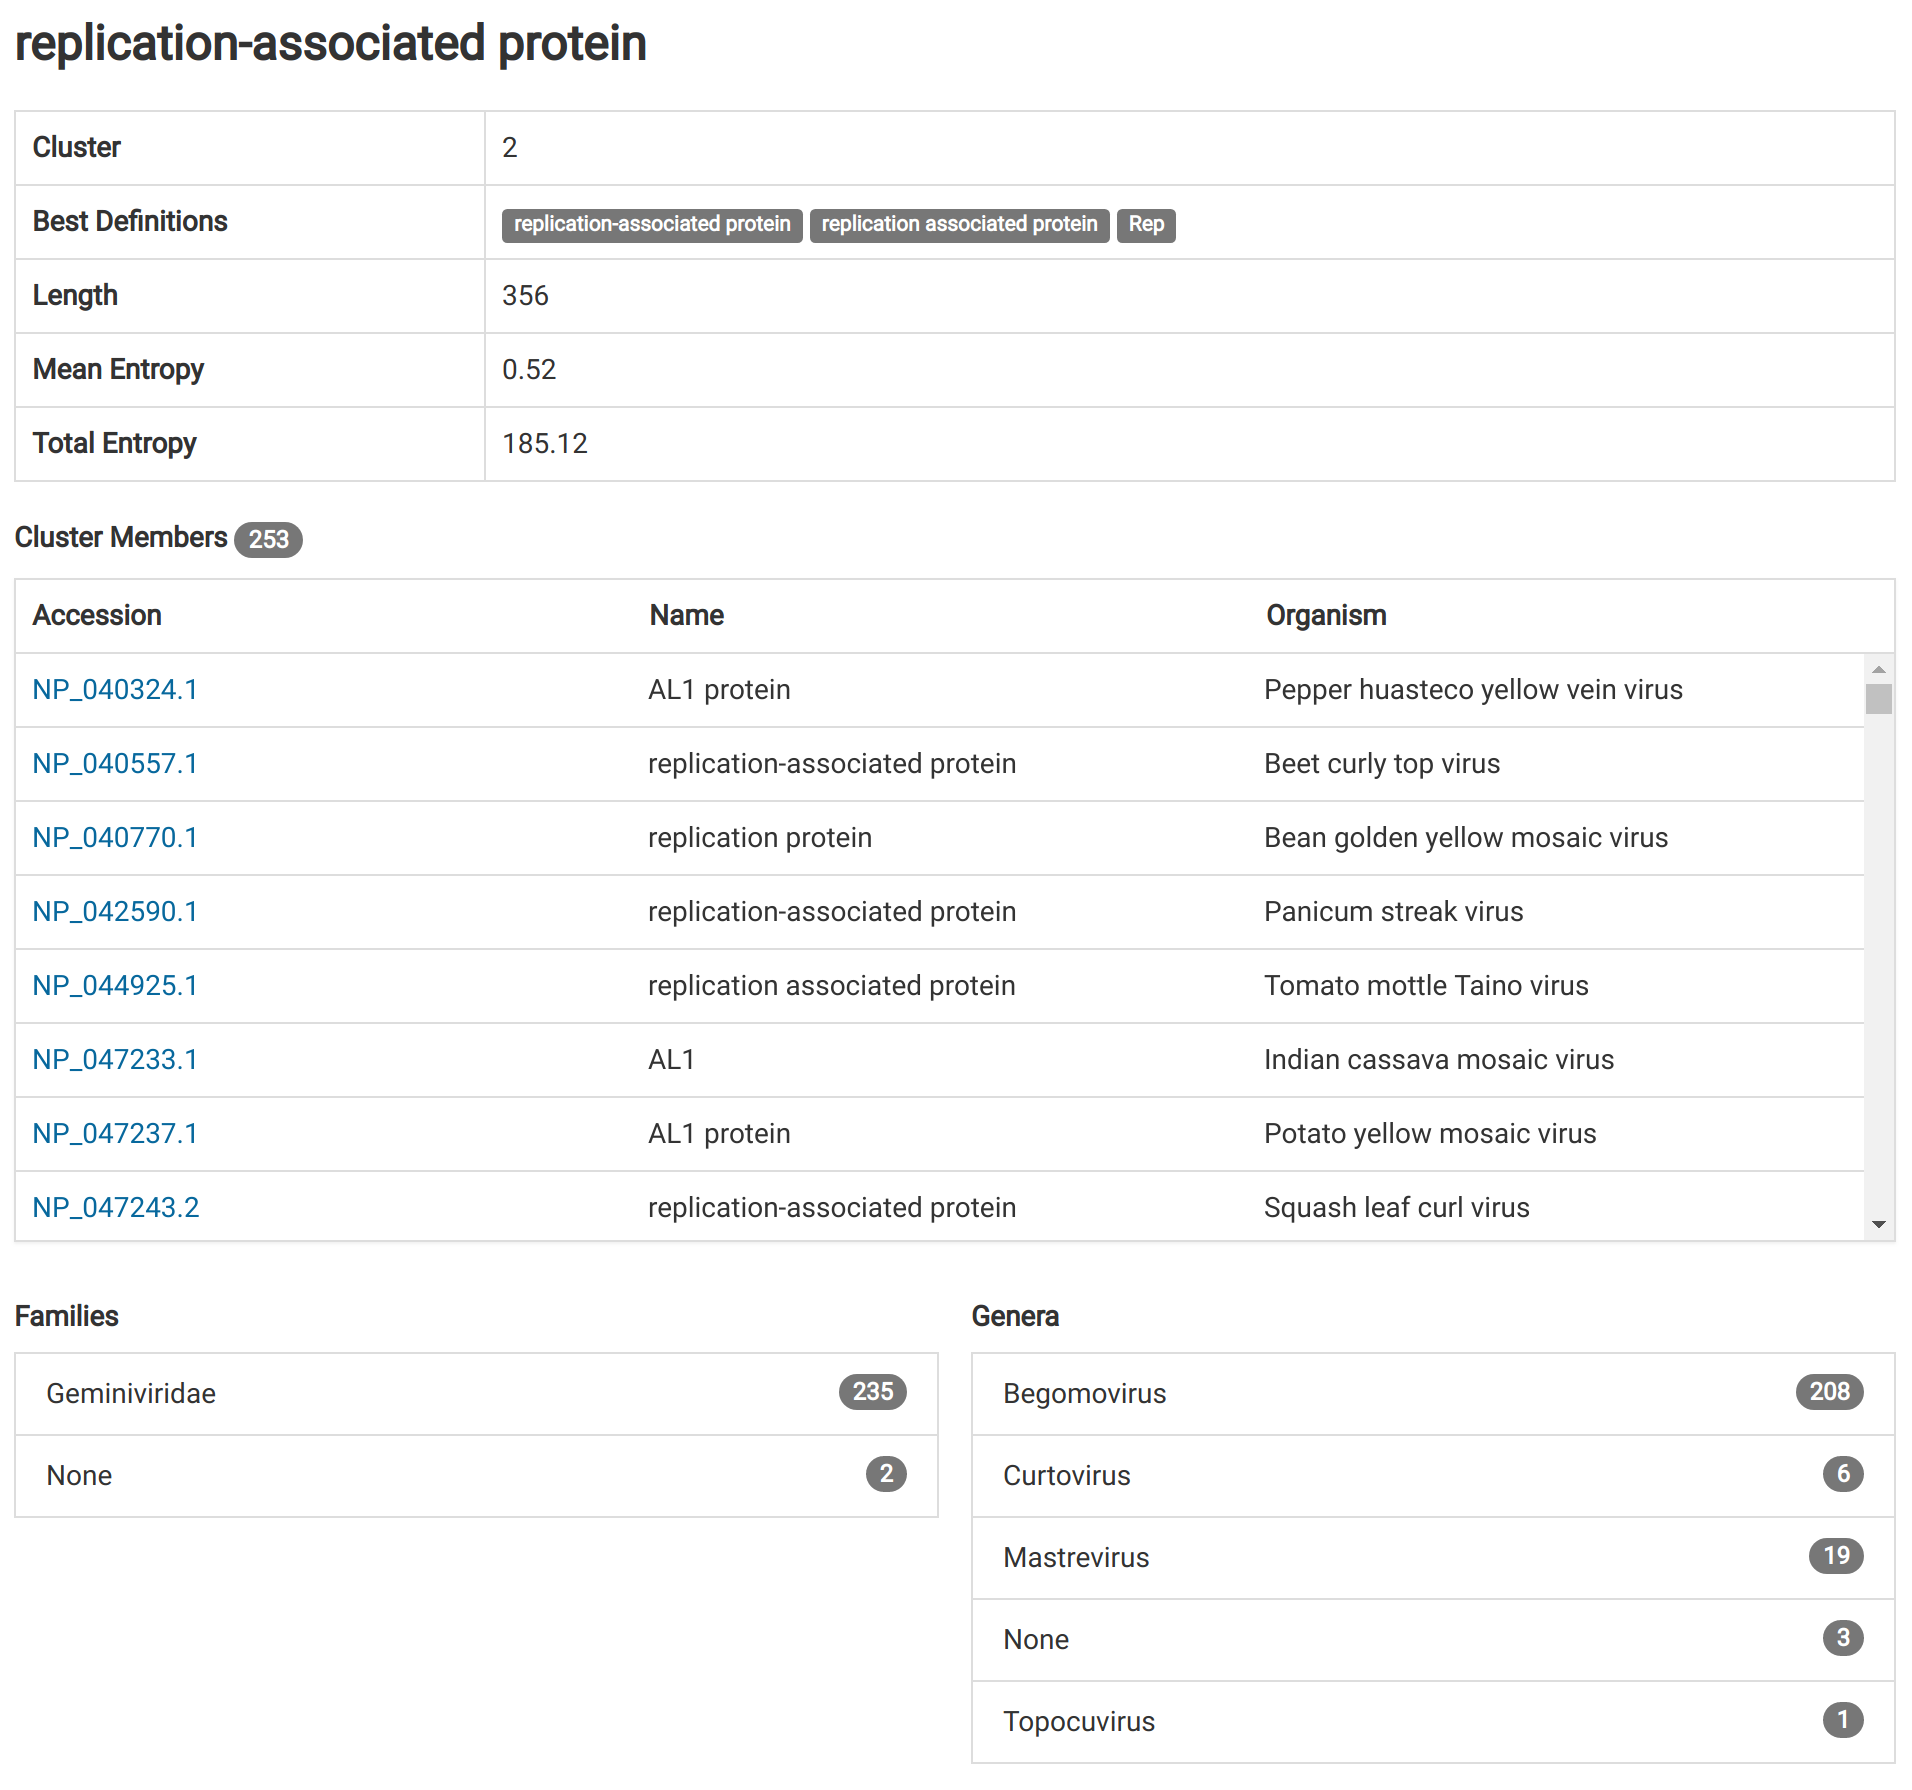 replication-associated protein
Cluster 2
Best Definitions replication-associated protein replication associated protein Rep
Length 356
Mean Entropy 0.52
Total Entropy 185.12
Cluster Members 253
Accession Name Organism
NP_040324.1 AL1 protein Pepper huasteco yellow vein virus
NP_040557.1 replication-associated protein Beet curly top virus
NP_040770.1 replication protein Bean golden yellow mosaic virus
NP_042590.1 replication-associated protein Panicum streak virus
NP_044925.1 replication associated protein Tomato mottle Taino virus
NP_047233.1 AL1 Indian cassava mosaic virus
NP_047237.1 AL1 protein Potato yellow mosaic virus
NP_047243.2 replication-associated protein Squash leaf curl virus
Families
Geminiviridae 235
None 2
Genera
Begomovirus 208
Curtovirus 6
Mastrevirus 19
None 3
Topocuvirus 1